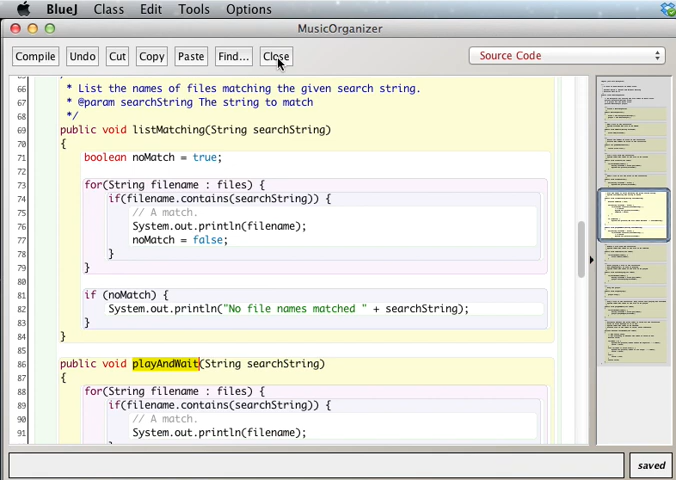 BlueJ Class Edit Tools Options
MusicOrganizer
Compile Undo Cut Copy Paste Find... Close Source Code
66 * List the names of files matching the given search string.
67 * @param searchString The string to match
68 */
69 public void listMatching(String searchString)
70 {
71 boolean noMatch = true;
72
73 for(String filename : files) {
74 if(filename.contains(searchString)) {
75 // A match.
76 System.out.println(filename);
77 noMatch = false;
78 }
79 }
80
81 if (noMatch) {
82 System.out.println("No file names matched " + searchString);
83 }
84 }
85
86 public void playAndWait(String searchString)
87 {
88 for(String filename : files) {
89 if(filename.contains(searchString)) {
90 // A match.
91 System.out.println(filename);
saved